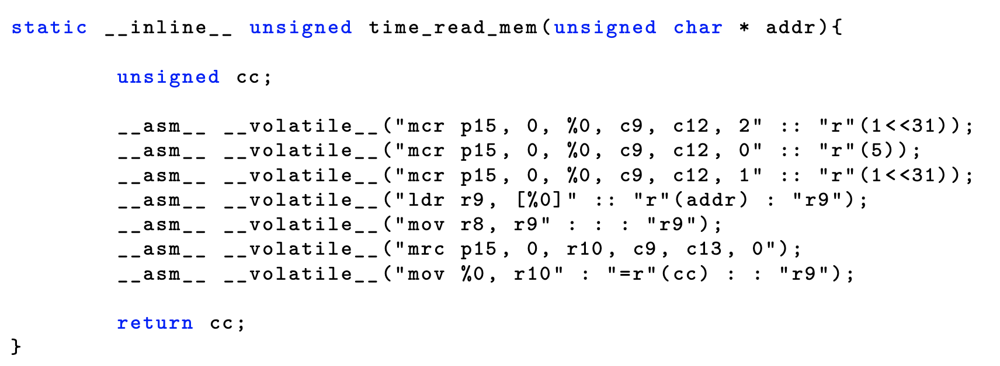 static __inline__ unsigned time_read_mem(unsigned char * addr){
unsigned cc;
__asm__ __volatile__("mcr p15, 0, %0, c9, c12, 2" :: "r"(1<<31));
__asm__ __volatile__("mcr p15, 0, %0, c9, c12, 0" :: "r"(5));
__asm__ __volatile__("mcr p15, 0, %0, c9, c12, 1" :: "r"(1<<31));
__asm__ __volatile__("ldr r9, [%0]" :: "r"(addr) : "r9");
__asm__ __volatile__("mov r8, r9" : : : "r9");
__asm__ __volatile__("mrc p15, 0, r10, c9, c13, 0");
__asm__ __volatile__("mov %0, r10" : "=r"(cc) : : "r9");
return cc;
}